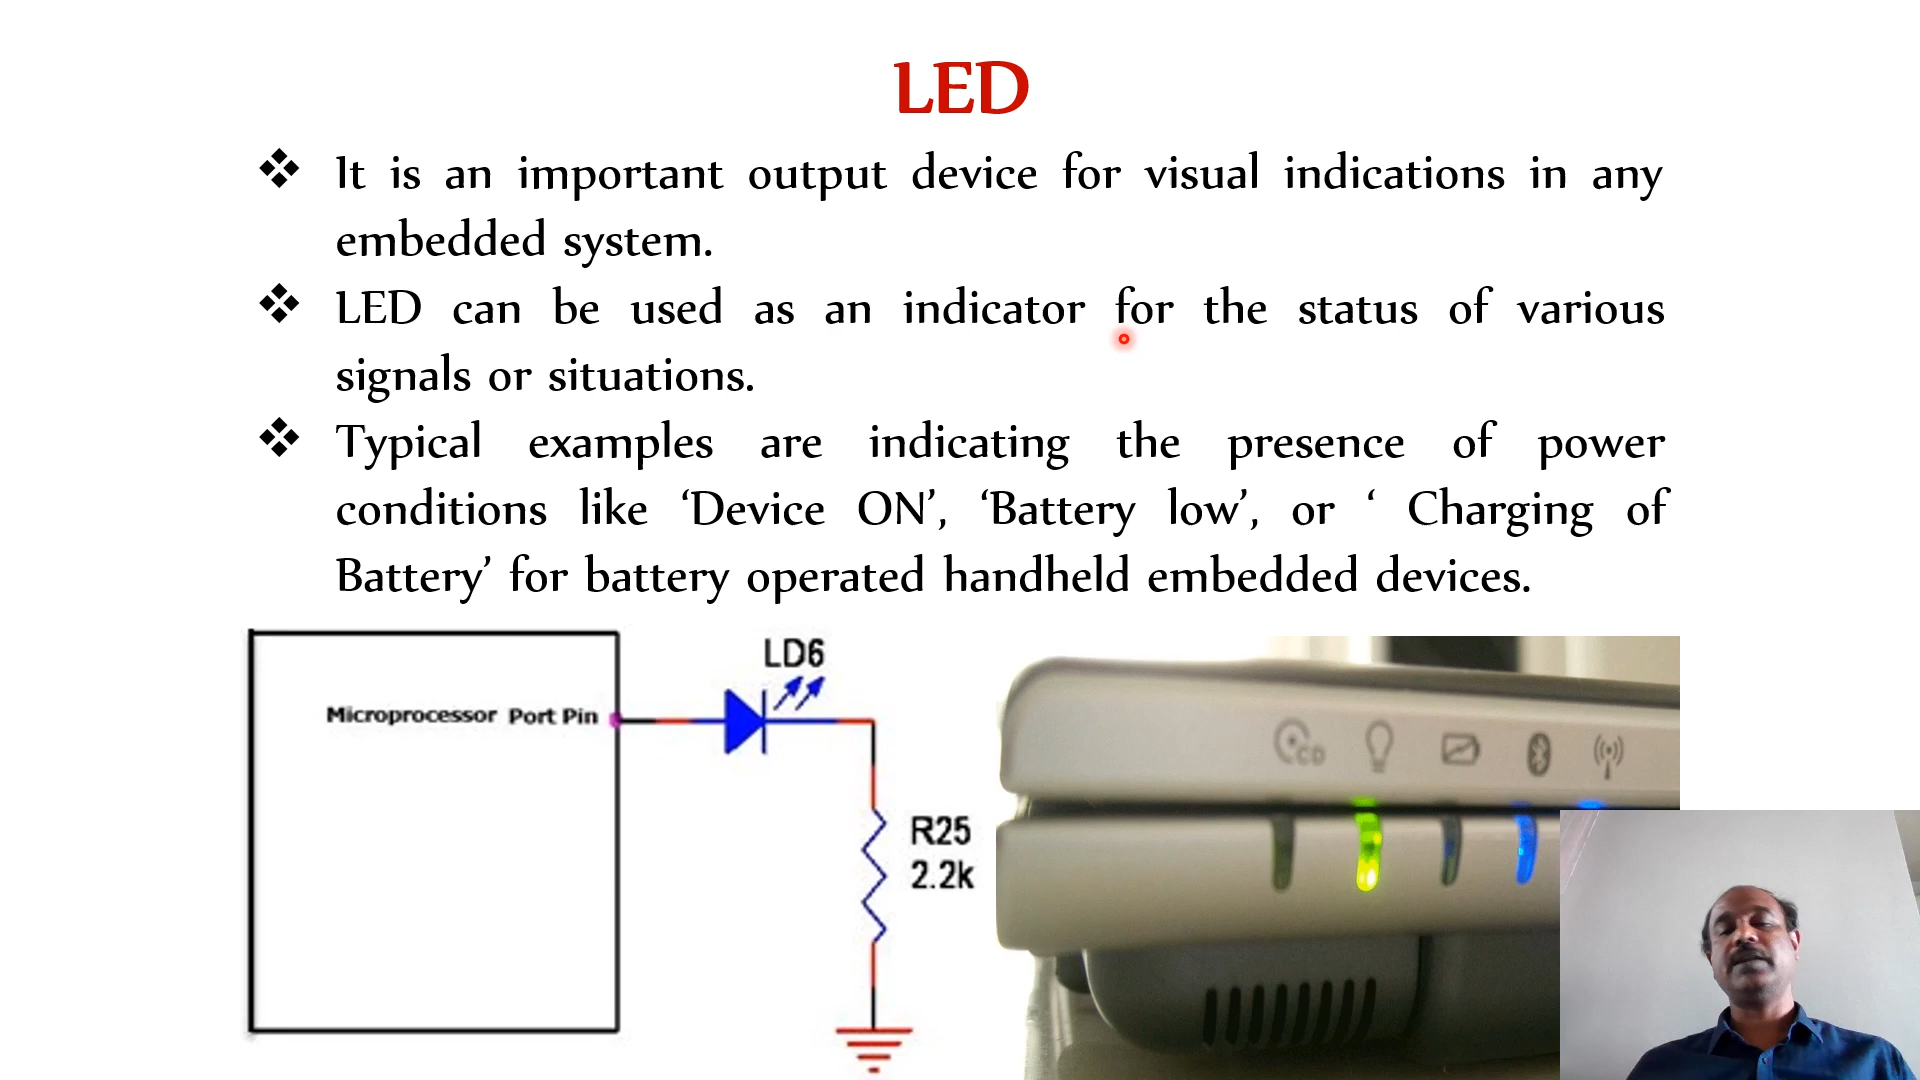 LED
❖ It is an important output device for visual indications in any
embedded system.
❖ LED can be used as an indicator for the status of various
signals or situations.
❖ Typical examples are indicating the presence of power
conditions like ‘Device ON’, ‘Battery low’, or ‘ Charging of
Battery’ for battery operated handheld embedded devices.
LD6
Microprocessor Port Pin
R25
2.2k
CD